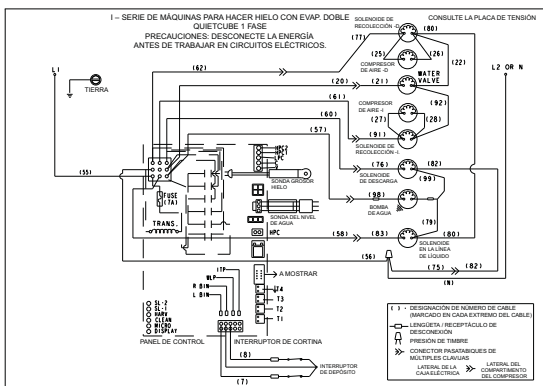 I – SERIE DE MÁQUINAS PARA HACER HIELO CON EVAP. DOBLE
QUIETCUBE 1 FASE
PRECAUCIONES: DESCONECTE LA ENERGÍA
ANTES DE TRABAJAR EN CIRCUITOS ELÉCTRICOS.
SOLENOIDE DE
RECOLECCIÓN -D
CONSULTE LA PLACA DE TENSIÓN
(77)
(80)
(25)
(26)
(22)
COMPRESOR
DE AIRE -D
L1
TIERRA
(62)
L2 OR N
WATER
VALVE
(20)
(21)
(61)
COMPRESOR
DE AIRE -I
(92)
(60)
(27)
(28)
(57)
(91)
SOLENOIDE DE
RECOLECCIÓN -I.
(76)
(82)
SOLENOIDE
DE DESCARGA
(99)
(55)
SONDA GROSOR
HIELO
FUSE
(7A)
(98)
BOMBA
DE AGUA
SONDA DEL NIVEL
DE AGUA
(79)
TRANS.
HPC
(58)
(83)
(80)
SOLENOIDE
EN LA LÍNEA
DE LÍQUIDO
(56)
(75)
(82)
(N)
A MOSTRAR
ITP
WLP
R BIN
L BIN
T4
T3
T2
T1
SL-2
SL-1
HARV
CLEAN
MICRO
DISPLAY
PANEL DE CONTROL
INTERRUPTOR DE CORTINA
(8)
INTERRUPTOR
DE DEPÓSITO
(7)
( ) - DESIGNACIÓN DE NÚMERO DE CABLE
(MARCADO EN CADA EXTREMO DEL CABLE)
LENGÜETA / RECEPTÁCULO DE
DESCONEXIÓN
PRESIÓN DE TIMBRE
CONECTOR PASATABIQUES DE
MÚLTIPLES CLAVIJAS
LATERAL DE LA
CAJA ELÉCTRICA
LATERAL DEL
COMPARTIMENTO
DEL COMPRESOR